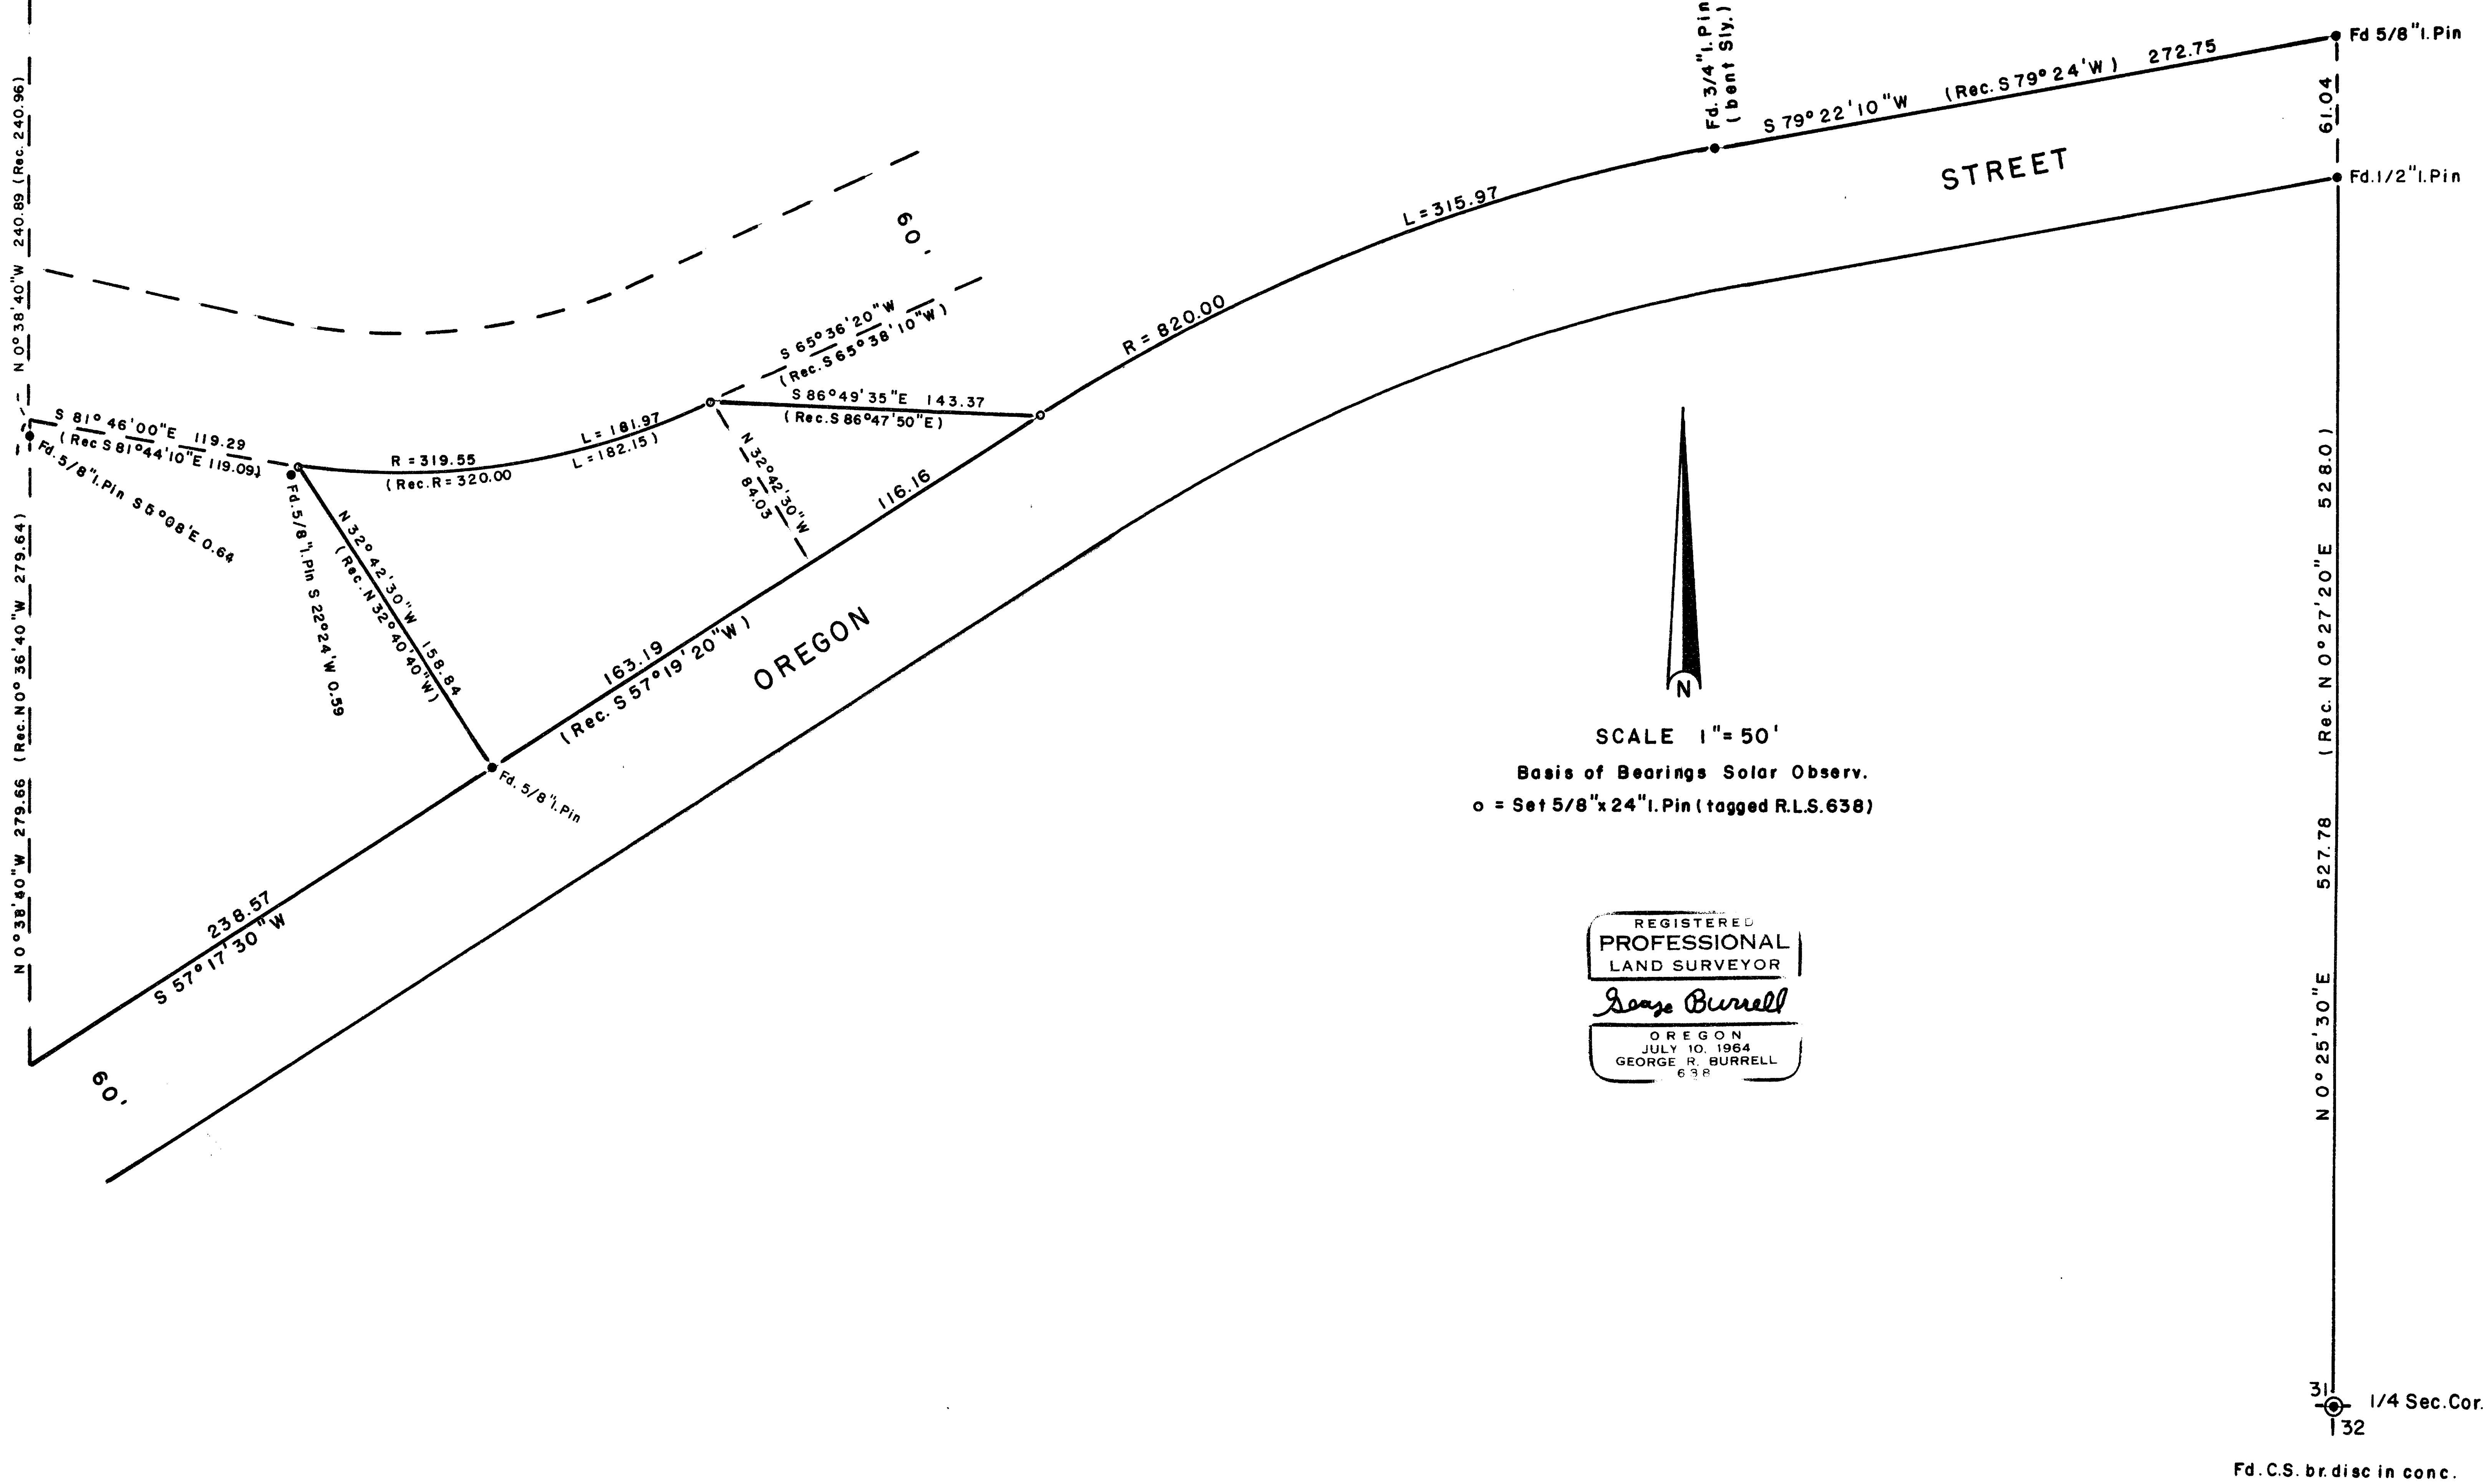 Fd. 3/4" I. Pin
(bent Sly.)
Fd 5/8" I. Pin
S 79° 22' 10" W (Rec. S 79° 24' W) 272.75
61.04
Fd. 1/2" I. Pin
STREET
N 0° 38' 40" W 240.89 (Rec. 240.96)
60'
L = 315.97
R = 820.00
S 65° 36' 20" W
(Rec. S 65° 38' 10" W)
S 86° 49' 35" E 143.37
(Rec. S 86° 47' 50" E)
S 81° 46' 00" E 119.29
(Rec S 81° 44' 10" E 119.09)
Fd. 5/8" I. Pin S 5° 08' E 0.64
R = 319.55
(Rec. R = 320.00
L = 181.97
L = 182.15)
N 32° 42' 30" W
84.03
116.16
Fd. 5/8" I. Pin S 22° 24' W 0.59
N 32° 42' 30" W 158.84
(Rec. N 32° 40' 40" W)
163.19
(Rec. S 57° 19' 20" W)
OREGON
Fd. 5/8" I. Pin
N 0° 38' 40" W 279.66 (Rec. N 0° 36' 40" W 279.64)
238.57
S 57° 17' 30" W
60'
N
SCALE 1" = 50'
Basis of Bearings Solar Observ.
o = Set 5/8" x 24" I. Pin (tagged R.L.S. 638)
REGISTERED
PROFESSIONAL
LAND SURVEYOR
George Burrell
OREGON
JULY 10, 1964
GEORGE R. BURRELL
638
N 0° 25' 30" E 527.78 (Rec. N 0° 27' 20" E 528.0)
31
1/4 Sec. Cor.
32
Fd. C.S. br. disc in conc.